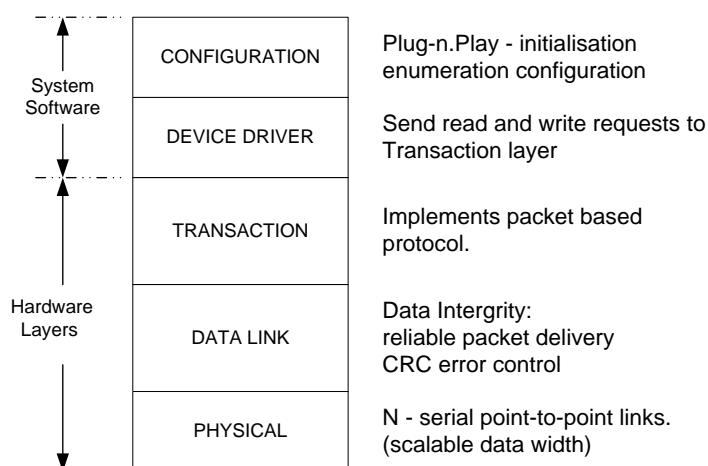 CONFIGURATION
Plug-n.Play - initialisation
enumeration configuration
System
Software
DEVICE DRIVER
Send read and write requests to
Transaction layer
TRANSACTION
Implements packet based
protocol.
Hardware
Layers
DATA LINK
Data Intergrity:
reliable packet delivery
CRC error control
PHYSICAL
N - serial point-to-point links.
(scalable data width)